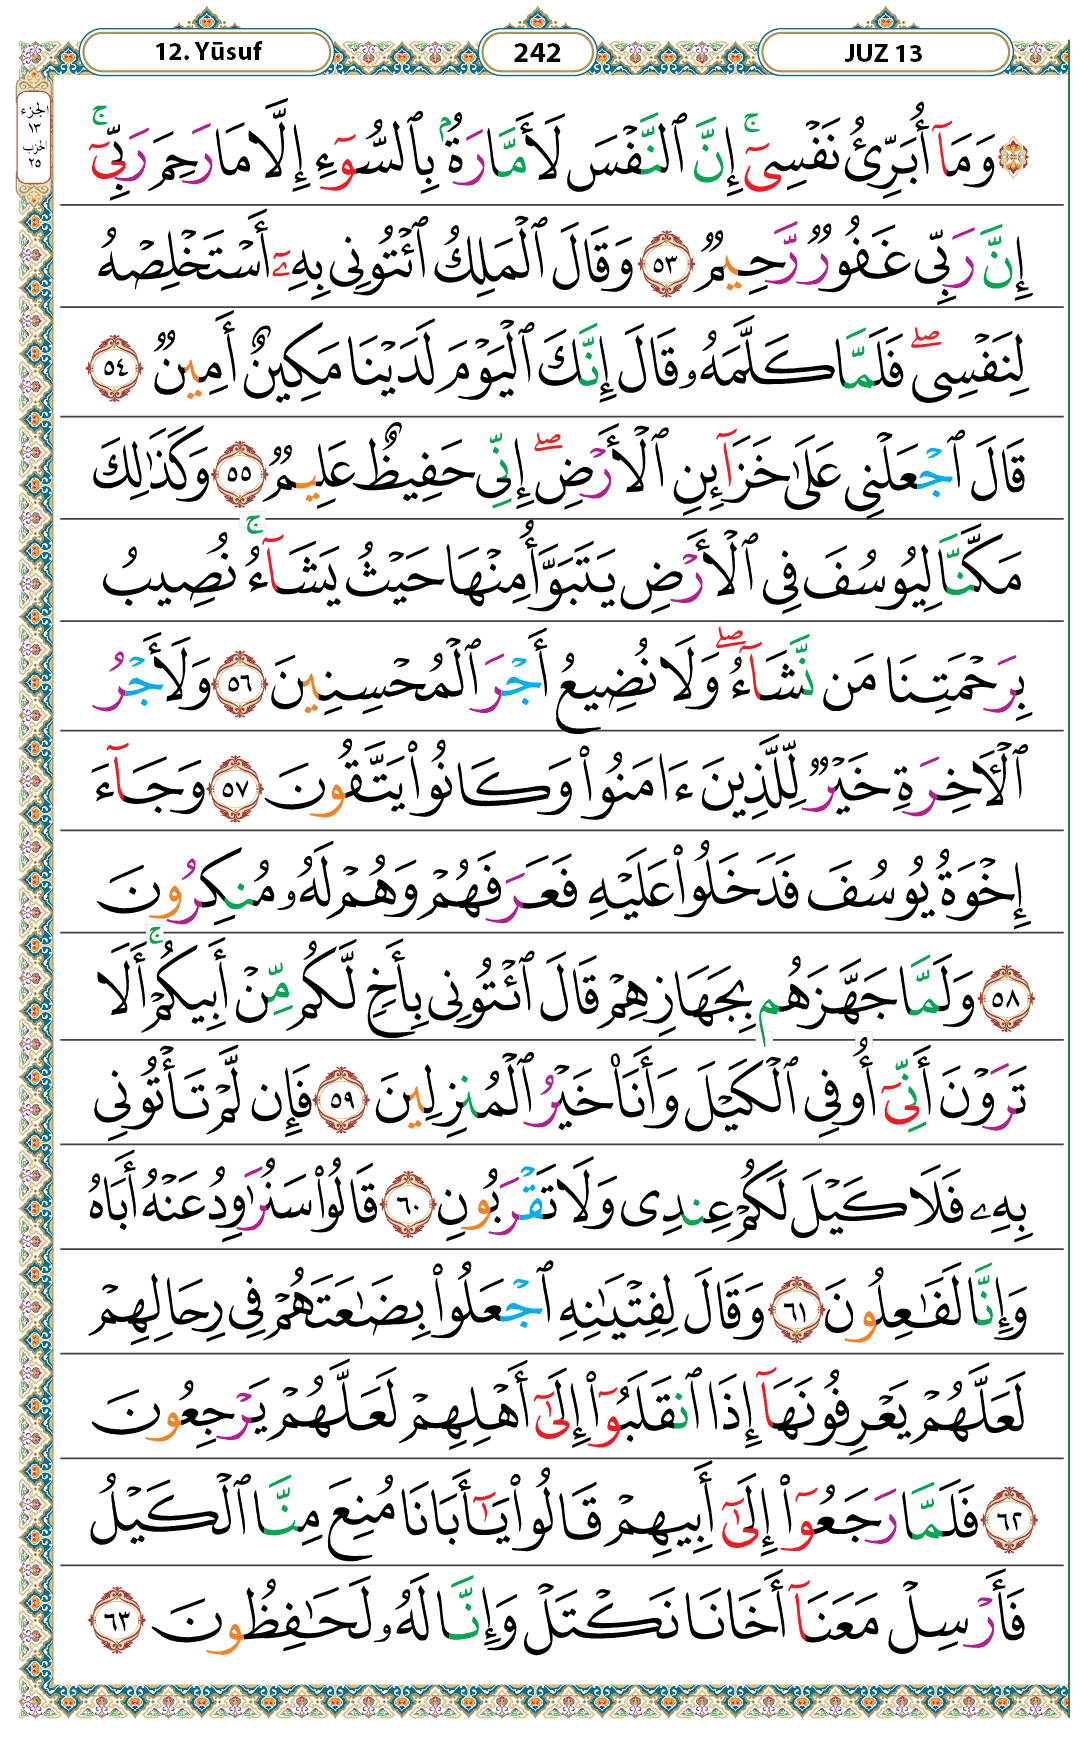 12. Yūsuf
242
JUZ 13
الجزء
١٣
الحزب
٢٥
۞ وَمَآ أُبَرِّئُ نَفْسِىٓ ۚ إِنَّ ٱلنَّفْسَ لَأَمَّارَةٌۢ بِٱلسُّوٓءِ إِلَّا مَا رَحِمَ رَبِّىٓ ۚ
إِنَّ رَبِّى غَفُورٌ رَّحِيمٌ ٥٣ وَقَالَ ٱلْمَلِكُ ٱئْتُونِى بِهِۦٓ أَسْتَخْلِصْهُ
لِنَفْسِى ۖ فَلَمَّا كَلَّمَهُۥ قَالَ إِنَّكَ ٱلْيَوْمَ لَدَيْنَا مَكِينٌ أَمِينٌ ٥٤
قَالَ ٱجْعَلْنِى عَلَىٰ خَزَآئِنِ ٱلْأَرْضِ ۖ إِنِّى حَفِيظٌ عَلِيمٌ ٥٥ وَكَذَٰلِكَ
مَكَّنَّا لِيُوسُفَ فِى ٱلْأَرْضِ يَتَبَوَّأُ مِنْهَا حَيْثُ يَشَآءُ ۚ نُصِيبُ
بِرَحْمَتِنَا مَن نَّشَآءُ ۖ وَلَا نُضِيعُ أَجْرَ ٱلْمُحْسِنِينَ ٥٦ وَلَأَجْرُ
ٱلْـَٔاخِرَةِ خَيْرٌ لِّلَّذِينَ ءَامَنُوا۟ وَكَانُوا۟ يَتَّقُونَ ٥٧ وَجَآءَ
إِخْوَةُ يُوسُفَ فَدَخَلُوا۟ عَلَيْهِ فَعَرَفَهُمْ وَهُمْ لَهُۥ مُنكِرُونَ
٥٨ وَلَمَّا جَهَّزَهُم بِجَهَازِهِمْ قَالَ ٱئْتُونِى بِأَخٍ لَّكُم مِّنْ أَبِيكُمْ ۚ أَلَا
تَرَوْنَ أَنِّىٓ أُوفِى ٱلْكَيْلَ وَأَنَا۠ خَيْرُ ٱلْمُنزِلِينَ ٥٩ فَإِن لَّمْ تَأْتُونِى
بِهِۦ فَلَا كَيْلَ لَكُمْ عِندِى وَلَا تَقْرَبُونِ ٦٠ قَالُوا۟ سَنُرَٰوِدُ عَنْهُ أَبَاهُ
وَإِنَّا لَفَـٰعِلُونَ ٦١ وَقَالَ لِفِتْيَـٰنِهِ ٱجْعَلُوا۟ بِضَـٰعَتَهُمْ فِى رِحَالِهِمْ
لَعَلَّهُمْ يَعْرِفُونَهَآ إِذَا ٱنقَلَبُوٓا۟ إِلَىٰٓ أَهْلِهِمْ لَعَلَّهُمْ يَرْجِعُونَ
٦٢ فَلَمَّا رَجَعُوٓا۟ إِلَىٰٓ أَبِيهِمْ قَالُوا۟ يَـٰٓأَبَانَا مُنِعَ مِنَّا ٱلْكَيْلُ
فَأَرْسِلْ مَعَنَآ أَخَانَا نَكْتَلْ وَإِنَّا لَهُۥ لَحَـٰفِظُونَ ٦٣